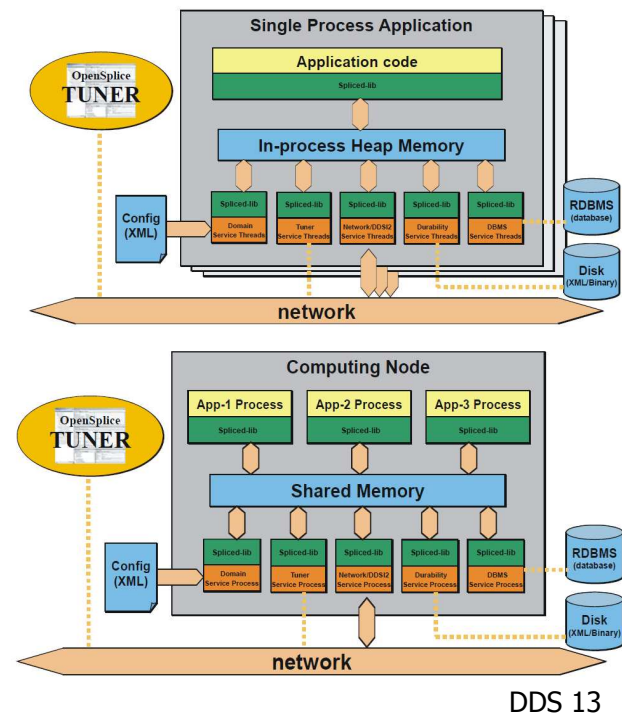 Single Process Application
OpenSplice
TUNER
Application code
Spliced-lib
In-process Heap Memory
Spliced-lib
Spliced-lib
Spliced-lib
Spliced-lib
Spliced-lib
Domain
Service Threads
Tuner
Service Threads
Network/DDSI2
Service Threads
Durability
Service Threads
DBMS
Service Threads
Config
(XML)
RDBMS
(database)
Disk
(XML/Binary)
network
Computing Node
OpenSplice
TUNER
App-1 Process
App-2 Process
App-3 Process
Spliced-lib
Spliced-lib
Spliced-lib
Shared Memory
Spliced-lib
Spliced-lib
Spliced-lib
Spliced-lib
Spliced-lib
Domain
Service Process
Tuner
Service Process
Network/DDSI2
Service Process
Durability
Service Process
DBMS
Service Process
Config
(XML)
RDBMS
(database)
Disk
(XML/Binary)
network
DDS 13